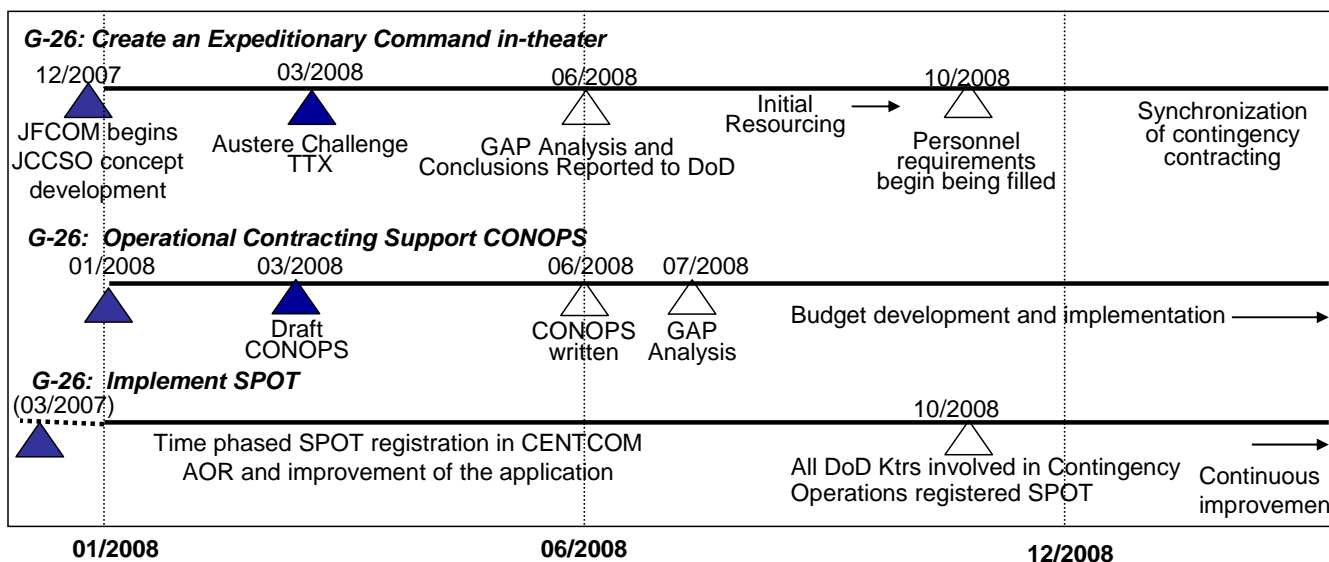 G-26: Create an Expeditionary Command in-theater
12/2007
03/2008
06/2008
10/2008
JFCOM begins
JCCSO concept
development
Austere Challenge
TTX
GAP Analysis and
Conclusions Reported to DoD
Initial
Resourcing
Personnel
requirements
begin being filled
Synchronization
of contingency
contracting
G-26: Operational Contracting Support CONOPS
01/2008
03/2008
06/2008
07/2008
Draft
CONOPS
CONOPS
written
GAP
Analysis
Budget development and implementation
G-26: Implement SPOT
(03/2007)
10/2008
Time phased SPOT registration in CENTCOM
AOR and improvement of the application
All DoD Ktrs involved in Contingency
Operations registered SPOT
Continuous
improvement
01/2008
06/2008
12/2008